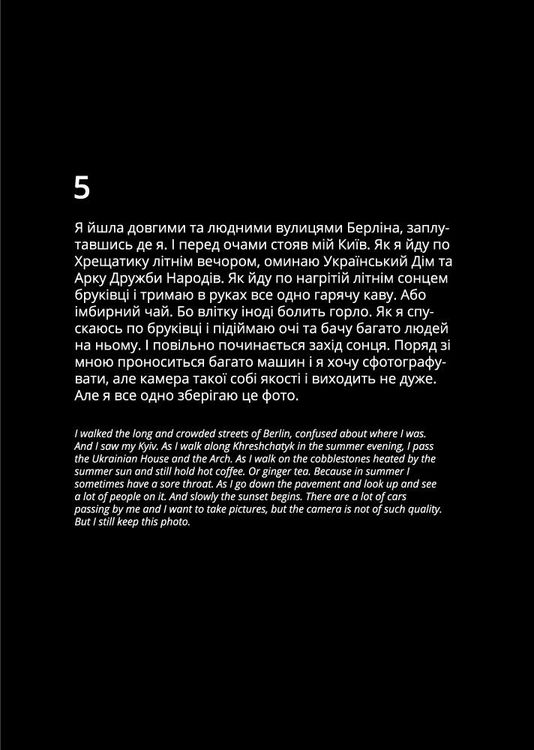 5
Я йшла довгими та людними вулицями Берліна, заплу-
тавшись де я. І перед очами стояв мій Київ. Як я йду по
Хрещатику літнім вечором, оминаю Український Дім та
Арку Дружби Народів. Як йду по нагрітій літнім сонцем
бруківці і тримаю в руках все одно гарячу каву. Або
імбирний чай. Бо влітку іноді болить горло. Як я спу-
скаюсь по бруківці і підіймаю очі та бачу багато людей
на ньому. І повільно починається захід сонця. Поряд зі
мною проноситься багато машин і я хочу сфотографу-
вати, але камера такої собі якості і виходить не дуже.
Але я все одно зберігаю це фото.
I walked the long and crowded streets of Berlin, confused about where I was.
And I saw my Kyiv. As I walk along Khreshchatyk in the summer evening, I pass
the Ukrainian House and the Arch. As I walk on the cobblestones heated by the
summer sun and still hold hot coffee. Or ginger tea. Because in summer I
sometimes have a sore throat. As I go down the pavement and look up and see
a lot of people on it. And slowly the sunset begins. There are a lot of cars
passing by me and I want to take pictures, but the camera is not of such quality.
But I still keep this photo.